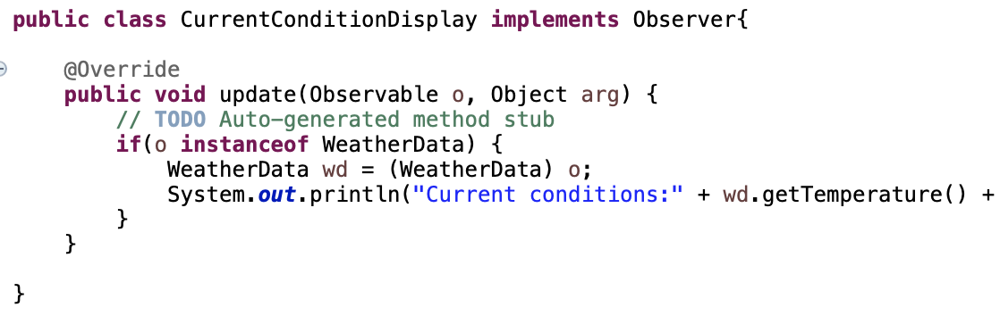 public class CurrentConditionDisplay implements Observer{
@Override
public void update(Observable o, Object arg) {
// TODO Auto-generated method stub
if(o instanceof WeatherData) {
WeatherData wd = (WeatherData) o;
System.out.println("Current conditions:" + wd.getTemperature() +
}
}
}